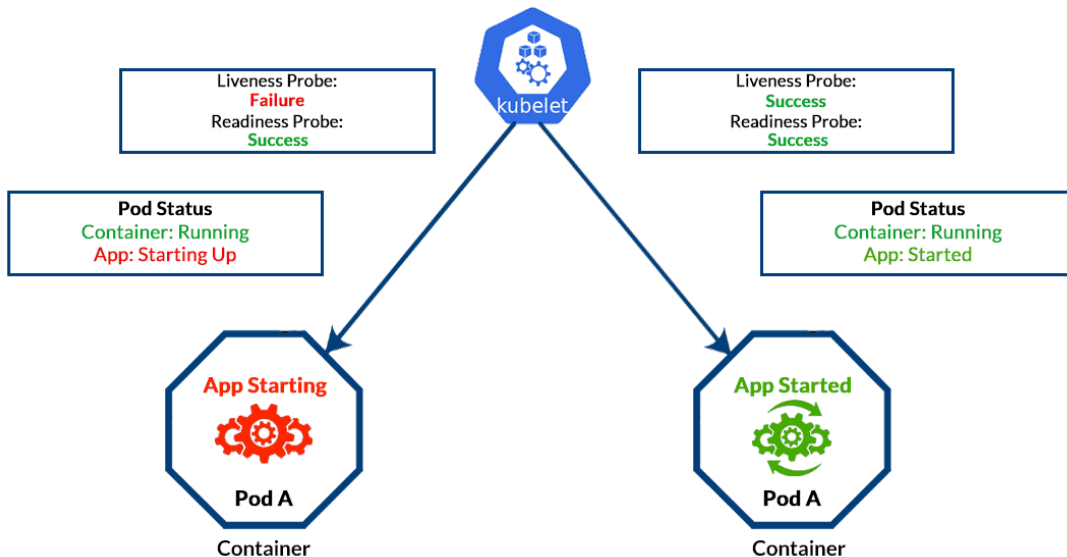 kubelet
Liveness Probe:
Failure
Readiness Probe:
Success
Liveness Probe:
Success
Readiness Probe:
Success
Pod Status
Container: Running
App: Starting Up
Pod Status
Container: Running
App: Started
App Starting
Pod A
Container
App Started
Pod A
Container